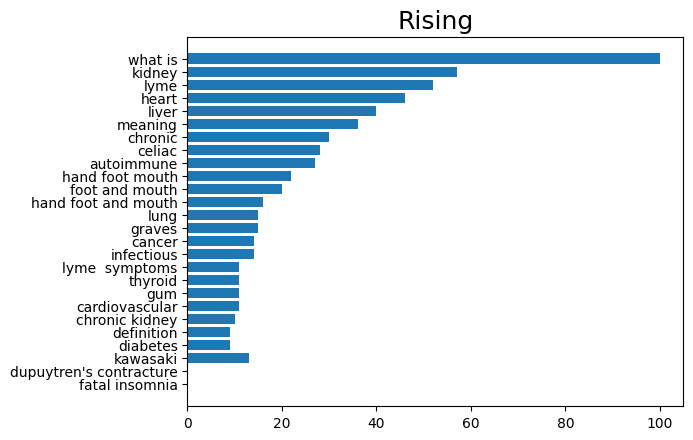 Rising
what is
kidney
lyme
heart
liver
meaning
chronic
celiac
autoimmune
hand foot mouth
foot and mouth
hand foot and mouth
lung
graves
cancer
infectious
lyme  symptoms
thyroid
gum
cardiovascular
chronic kidney
definition
diabetes
kawasaki
dupuytren's contracture
fatal insomnia
0 20 40 60 80 100